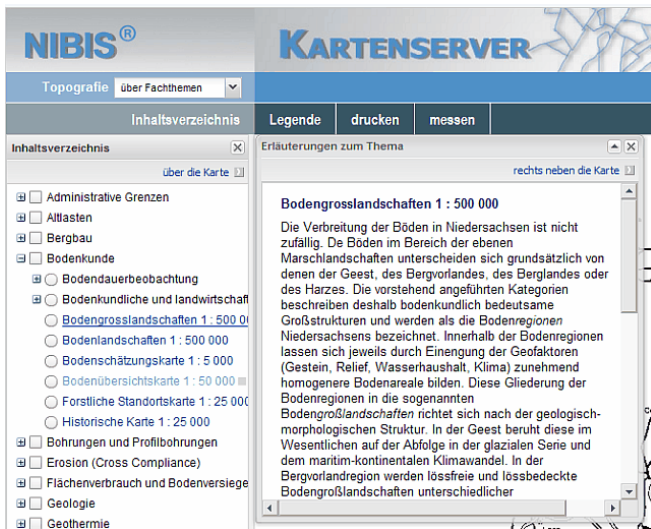 NIBIS®
KARTENSERVER
Topografie über Fachthemen
Inhaltsverzeichnis
Legende drucken messen
Inhaltsverzeichnis
über die Karte
Administrative Grenzen
Altlasten
Bergbau
Bodenkunde
Bodendauerbeobachtung
Bodenkundliche und landwirtschaf
Bodengrosslandschaften 1 : 500 0
Bodenlandschaften 1 : 500 000
Bodenschätzungskarte 1 : 5 000
Bodenübersichtskarte 1 : 50 000
Forstliche Standortskarte 1 : 25 000
Historische Karte 1 : 25 000
Bohrungen und Profilbohrungen
Erosion (Cross Compliance)
Flächenverbrauch und Bodenversiege
Geologie
Geothermie
Erläuterungen zum Thema
rechts neben die Karte
Bodengrosslandschaften 1 : 500 000
Die Verbreitung der Böden in Niedersachsen ist nicht
zufällig. De Böden im Bereich der ebenen
Marschlandschaften unterscheiden sich grundsätzlich von
denen der Geest, des Bergvorlandes, des Berglandes oder
des Harzes. Die vorstehend angeführten Kategorien
beschreiben deshalb bodenkundlich bedeutsame
Großstrukturen und werden als die Bodenregionen
Niedersachsens bezeichnet. Innerhalb der Bodenregionen
lassen sich jeweils durch Einengung der Geofaktoren
(Gestein, Relief, Wasserhaushalt, Klima) zunehmend
homogenere Bodenareale bilden. Diese Gliederung der
Bodenregionen in die sogenannten
Bodengroßlandschaften richtet sich nach der geologisch-
morphologischen Struktur. In der Geest beruht diese im
Wesentlichen auf der Abfolge in der glazialen Serie und
dem maritim-kontinentalen Klimawandel. In der
Bergvorlandregion werden lössfreie und lössbedeckte
Bodengroßlandschaften unterschiedlicher